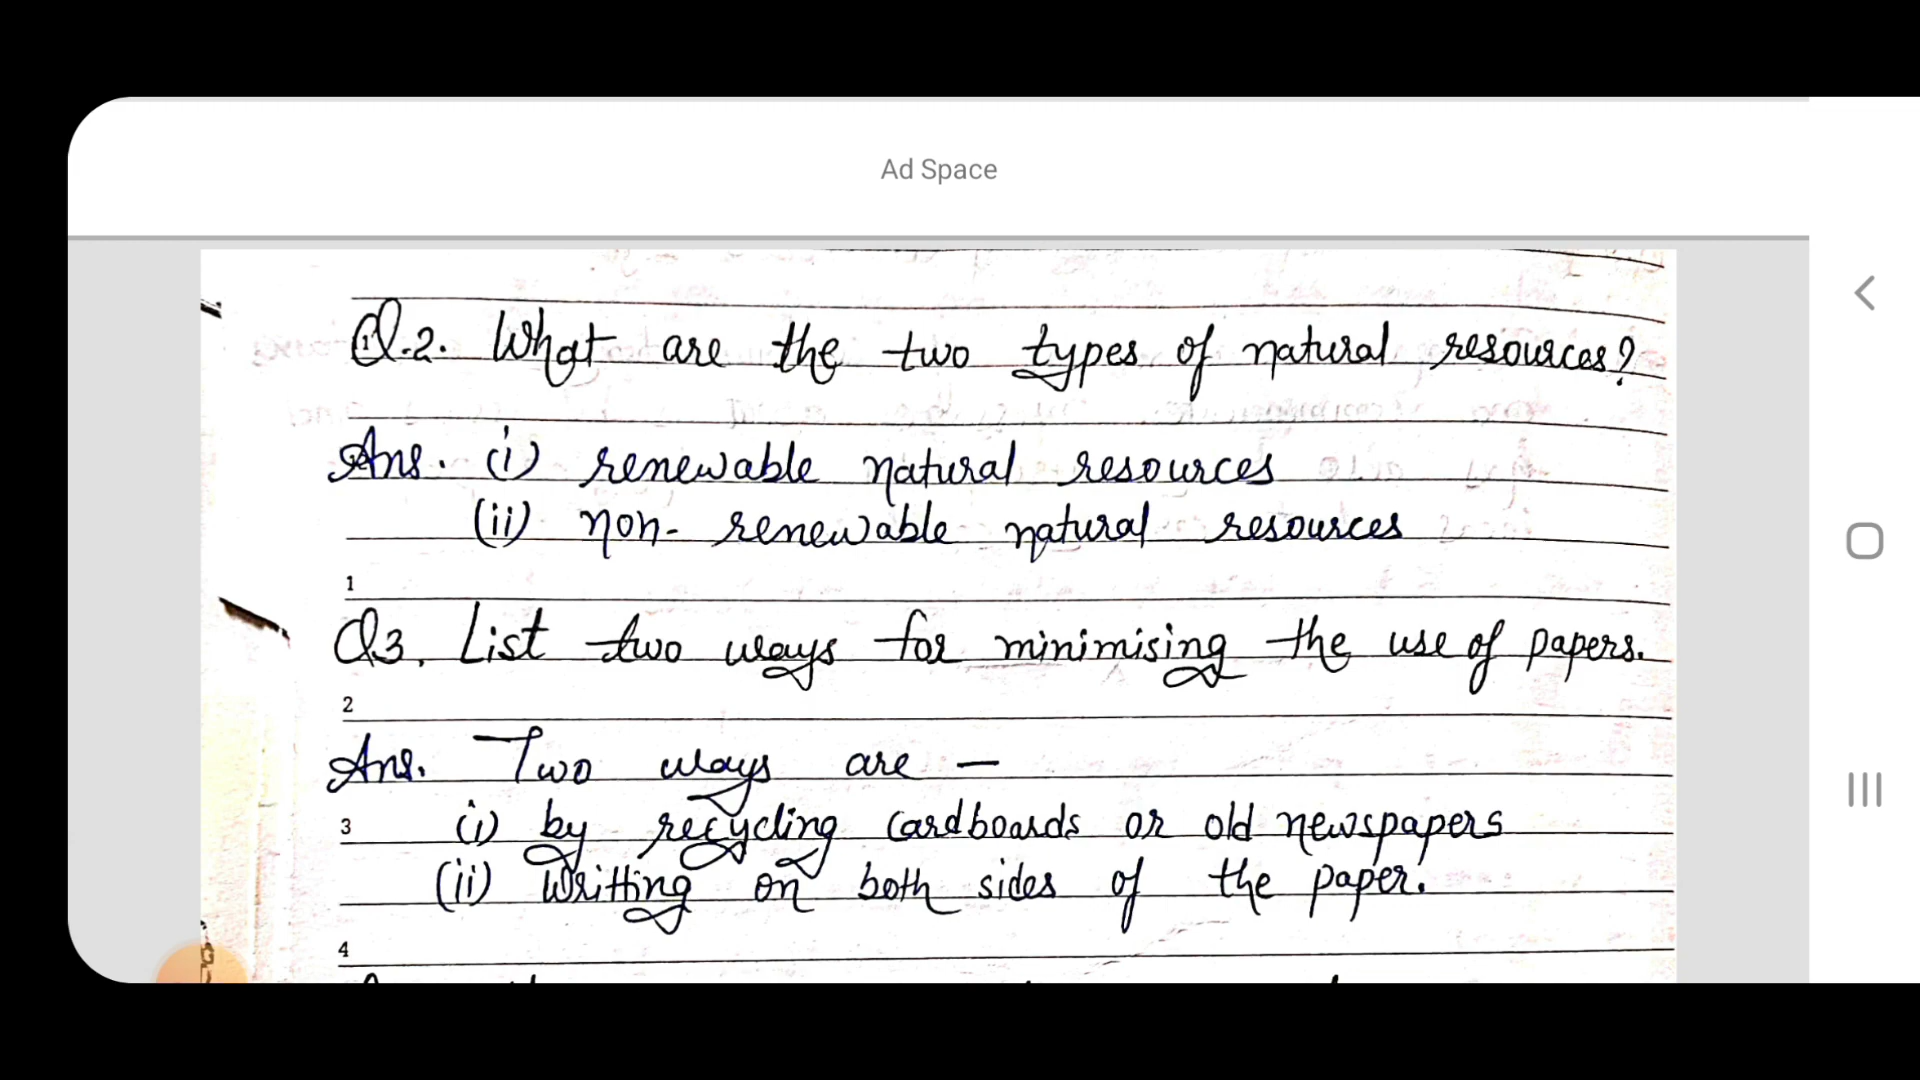 Ad Space
Q.2. What are the two types of natural resources?
Ans. (i) renewable natural resources
(ii) non-renewable natural resources
1
Q3. List two ways for minimising the use of papers.
2
Ans. Two ways are —
3 (i) by recycling cardboards or old newspapers
(ii) Writting on both sides of the paper.
4